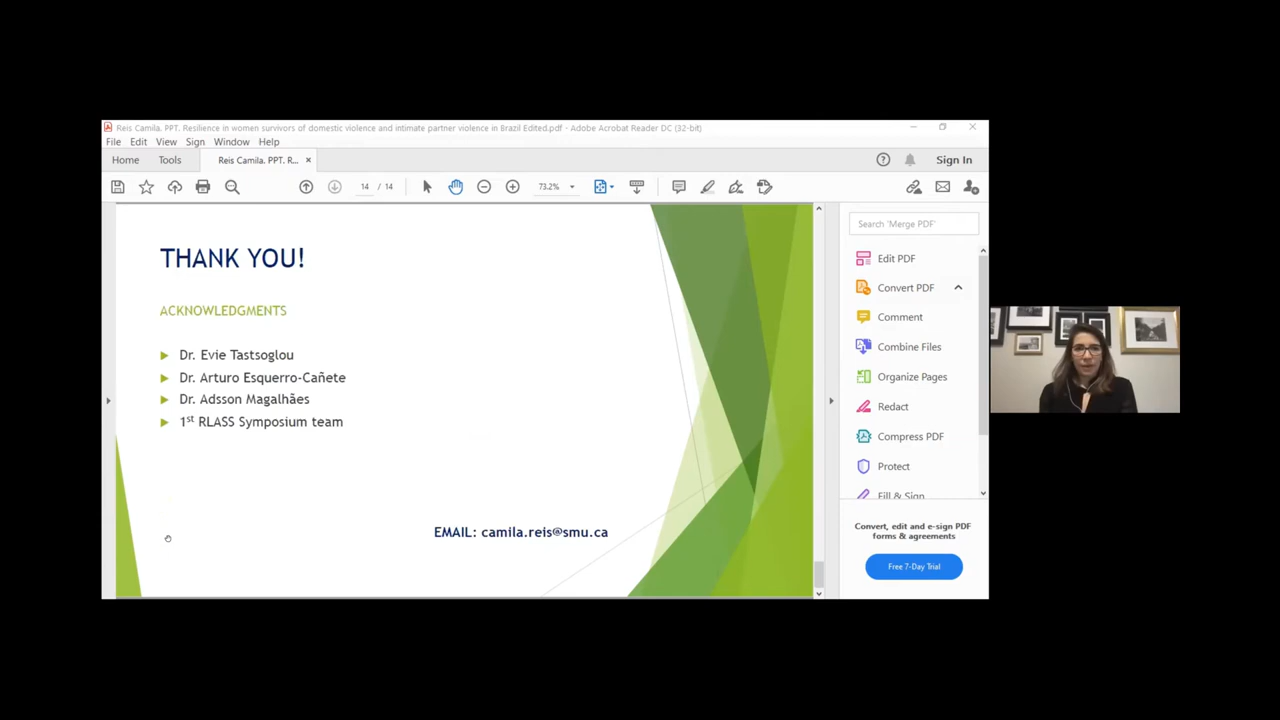 Reis Camila. PPT. Resilience in women survivors of domestic violence and intimate partner violence in Brazil Edited.pdf - Adobe Acrobat Reader DC (32-bit)
File Edit View Sign Window Help
Home Tools Reis Camila. PPT. R... × Sign In
14 / 14 73.2%
THANK YOU!
ACKNOWLEDGMENTS
Dr. Evie Tastsoglou
Dr. Arturo Esquerro-Cañete
Dr. Adsson Magalhães
1st RLASS Symposium team
EMAIL: camila.reis@smu.ca
Search 'Merge PDF'
Edit PDF
Convert PDF
Comment
Combine Files
Organize Pages
Redact
Compress PDF
Protect
Fill & Sign
Convert, edit and e-sign PDF
forms & agreements
Free 7-Day Trial